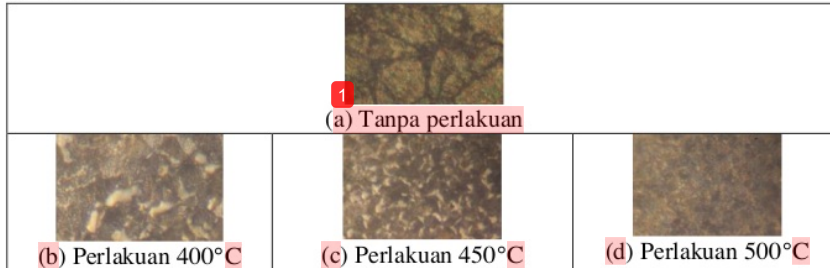 1
(a) Tanpa perlakuan
(b) Perlakuan 400°C
(c) Perlakuan 450°C
(d) Perlakuan 500°C